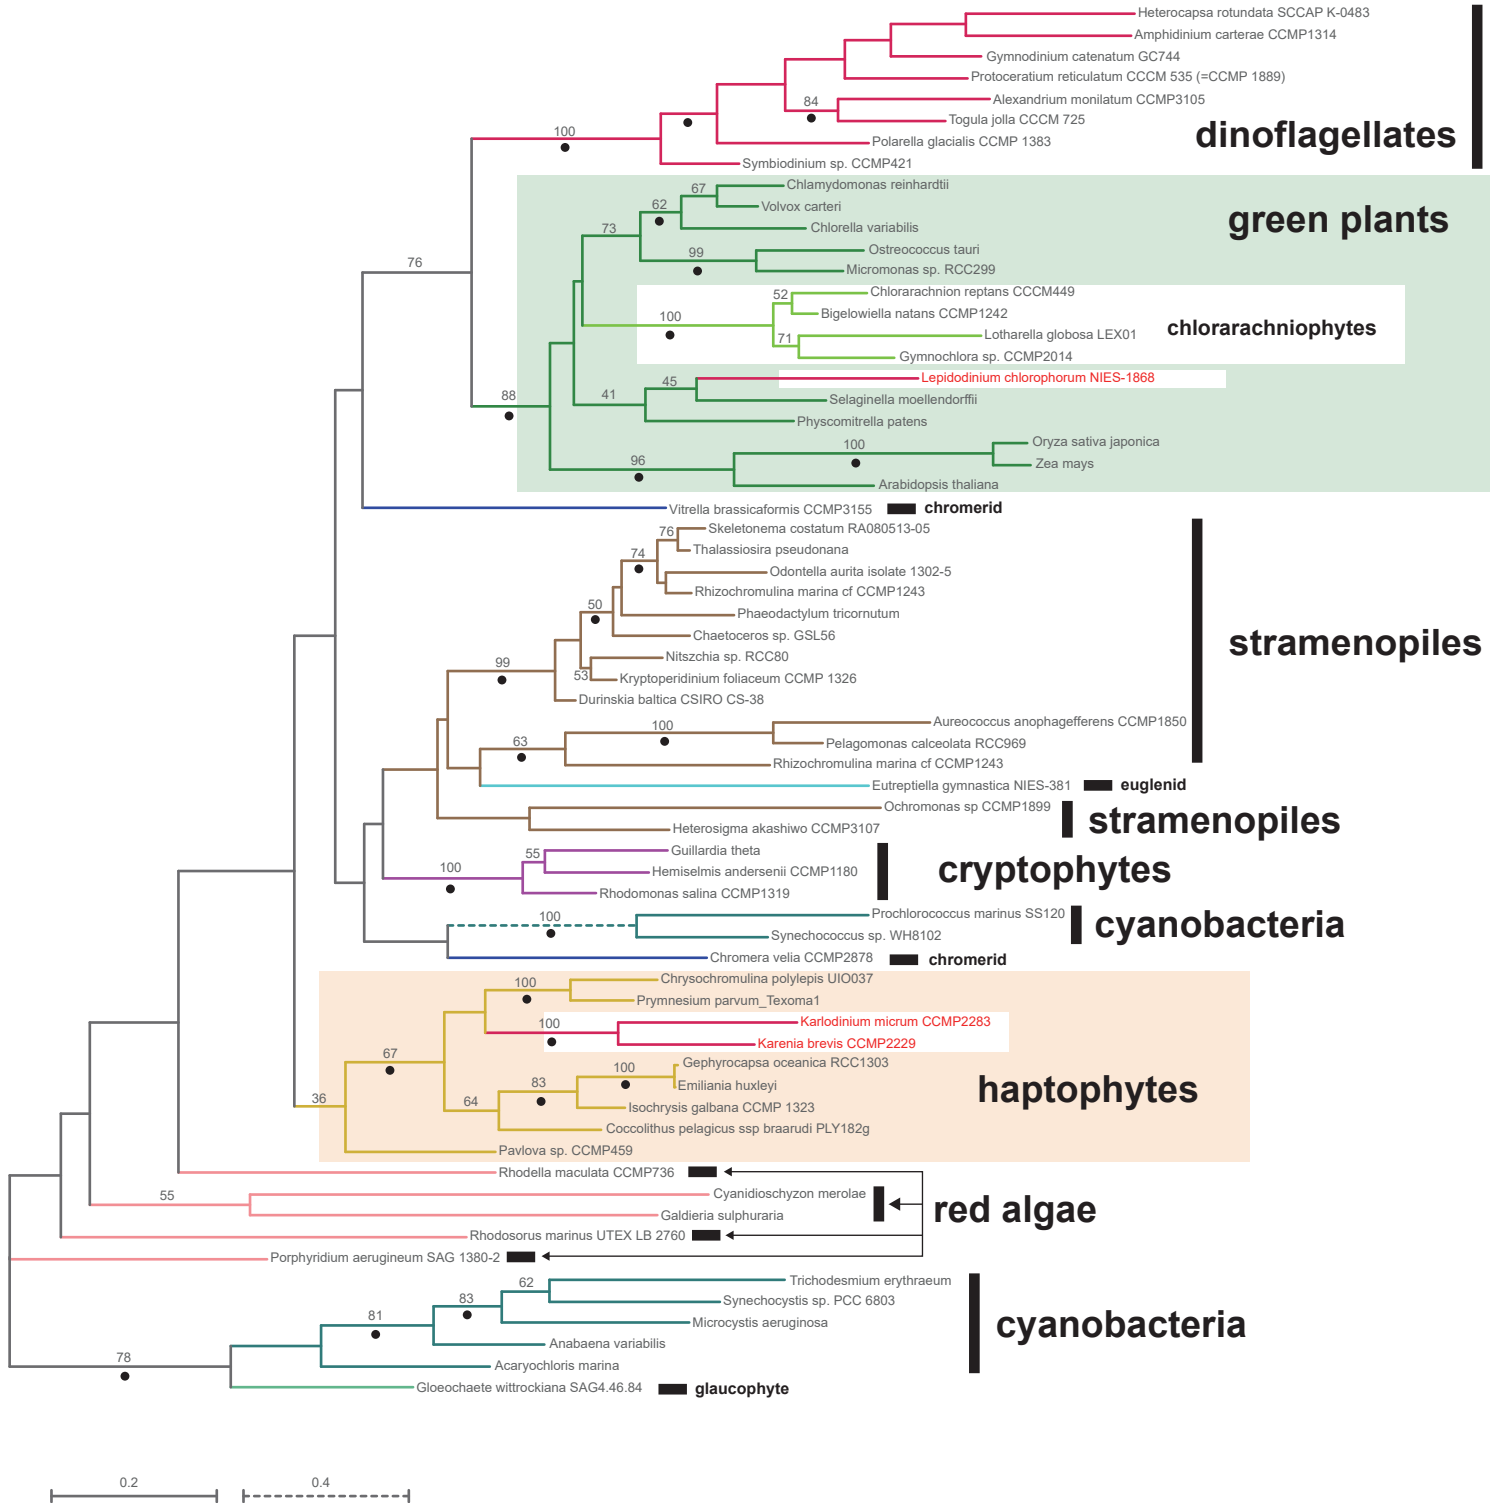 Heterocapsa rotundata SCCAP K-0483
Amphidinium carterae CCMP1314
Gymnodinium catenatum GC744
Protoceratium reticulatum CCCM 535 (=CCMP 1889)
84
Alexandrium monilatum CCMP3105
Togula jolla CCCM 725
dinoflagellates
100
Polarella glacialis CCMP 1383
Symbiodinium sp. CCMP421
67
Chlamydomonas reinhardtii
62
Volvox carteri
green plants
73
Chlorella variabilis
99
Ostreococcus tauri
76
Micromonas sp. RCC299
52
Chlorarachnion reptans CCCM449
100
Bigelowiella natans CCMP1242
chlorarachniophytes
71
Lotharella globosa LEX01
Gymnochlora sp. CCMP2014
45
Lepidodinium chlorophorum NIES-1868
88
41
Selaginella moellendorffii
Physcomitrella patens
100
Oryza sativa japonica
96
Zea mays
Arabidopsis thaliana
Vitrella brassicaformis CCMP3155
chromerid
76
Skeletonema costatum RA080513-05
74
Thalassiosira pseudonana
Odontella aurita isolate 1302-5
Rhizochromulina marina cf CCMP1243
50
Phaeodactylum tricornutum
Chaetoceros sp. GSL56
stramenopiles
99
Nitszchia sp. RCC80
53
Kryptoperidinium foliaceum CCMP 1326
Durinskia baltica CSIRO CS-38
100
Aureococcus anophagefferens CCMP1850
63
Pelagomonas calceolata RCC969
Rhizochromulina marina cf CCMP1243
Eutreptiella gymnastica NIES-381
euglenid
Ochromonas sp CCMP1899
stramenopiles
Heterosigma akashiwo CCMP3107
55
Guillardia theta
100
Hemiselmis andersenii CCMP1180
cryptophytes
Rhodomonas salina CCMP1319
100
Prochlorococcus marinus SS120
cyanobacteria
Synechococcus sp. WH8102
Chromera velia CCMP2878
chromerid
100
Chrysochromulina polylepis UIO037
Prymnesium parvum_Texoma1
100
Karlodinium micrum CCMP2283
Karenia brevis CCMP2229
67
100
Gephyrocapsa oceanica RCC1303
83
Emiliania huxleyi
haptophytes
36
64
Isochrysis galbana CCMP 1323
Coccolithus pelagicus ssp braarudi PLY182g
Pavlova sp. CCMP459
Rhodella maculata CCMP736
55
Cyanidioschyzon merolae
red algae
Galdieria sulphuraria
Rhodosorus marinus UTEX LB 2760
Porphyridium aerugineum SAG 1380-2
62
Trichodesmium erythraeum
83
Synechocystis sp. PCC 6803
81
Microcystis aeruginosa
cyanobacteria
Anabaena variabilis
78
Acaryochloris marina
Gloeochaete wittrockiana SAG4.46.84
glaucophyte
0.2
0.4